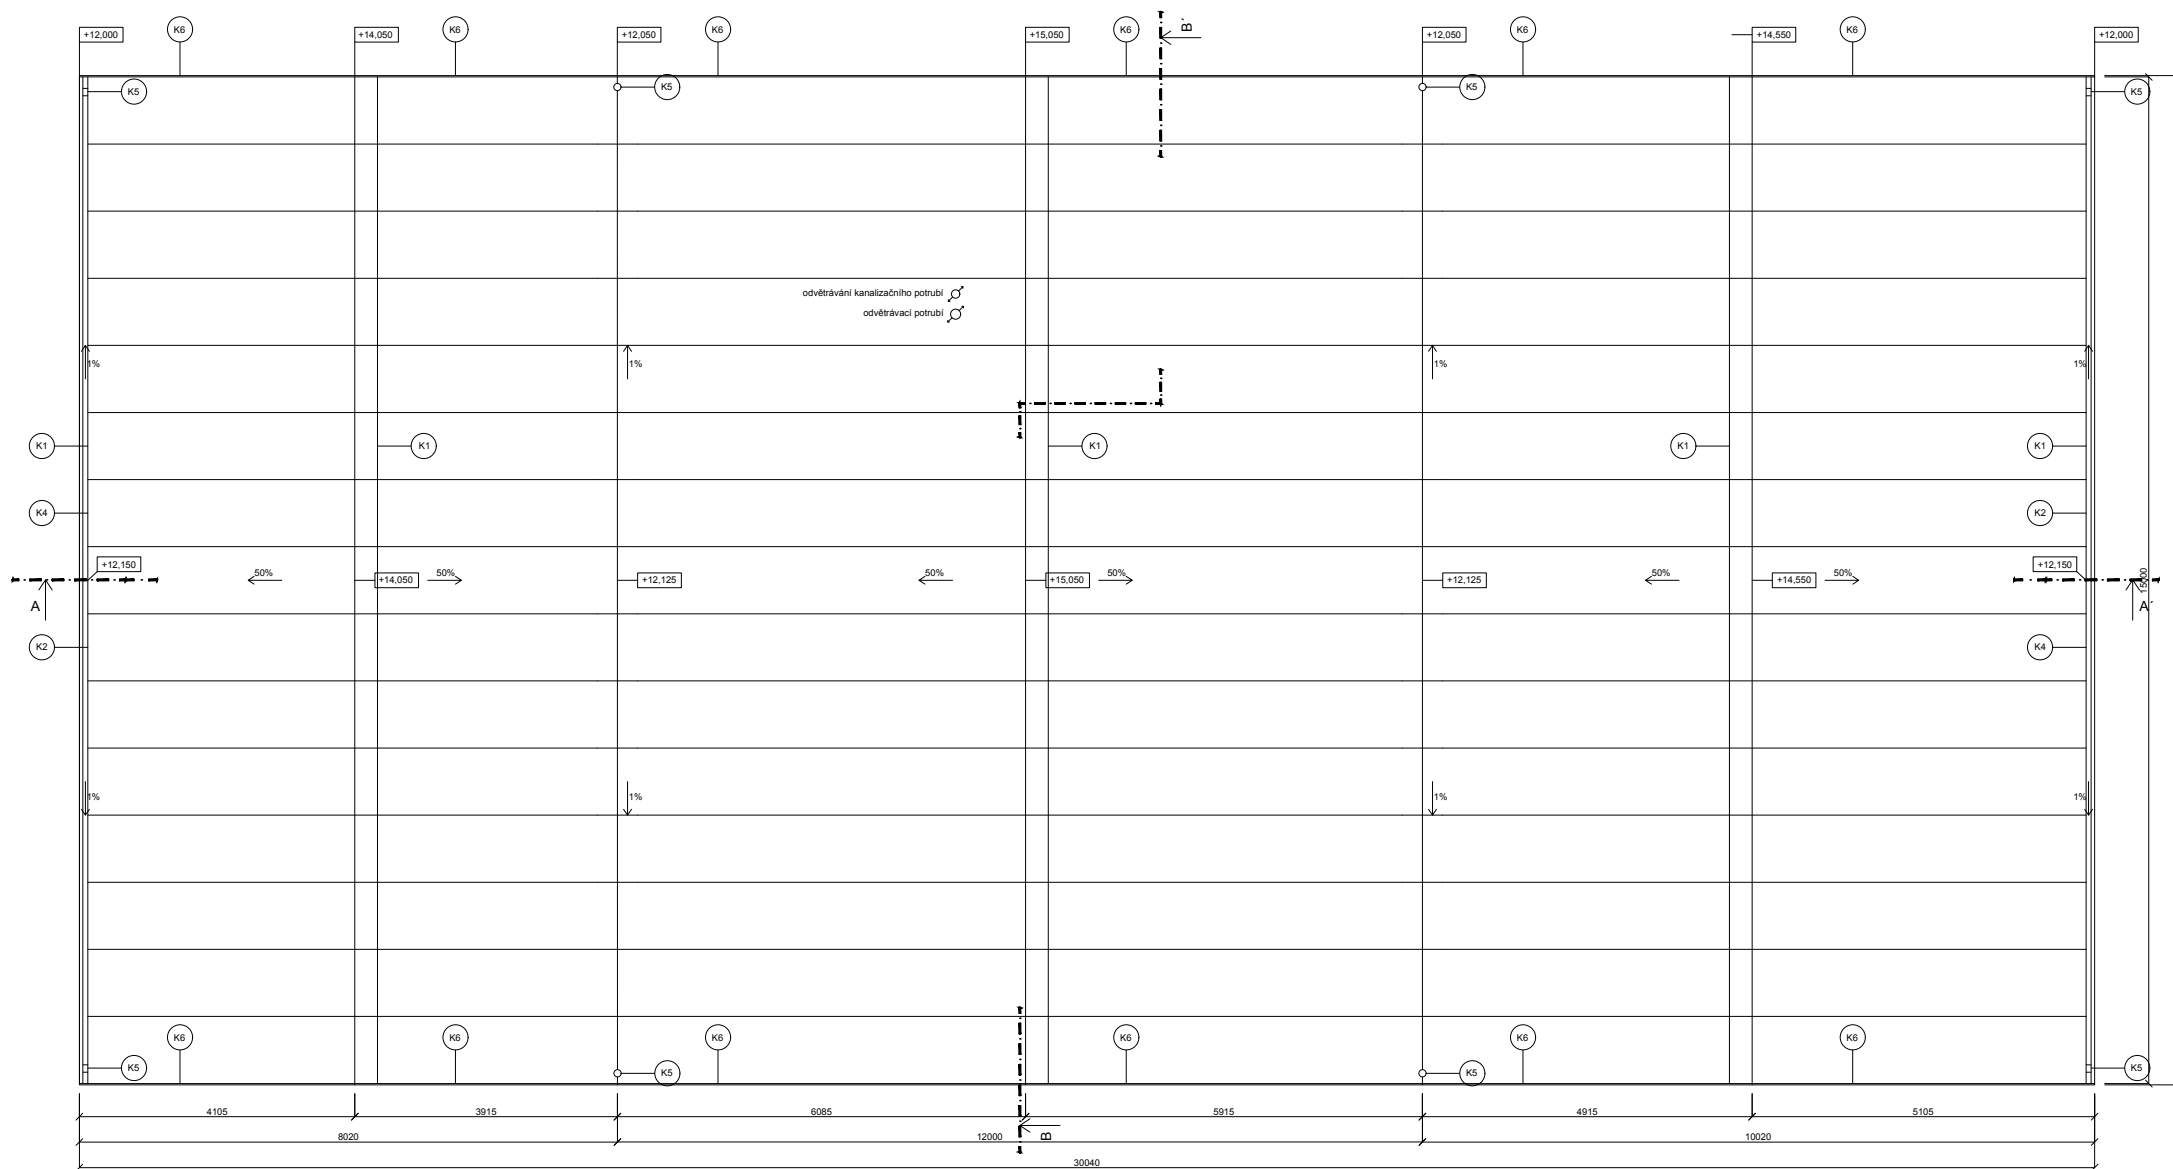 K6 K6 K6 K6 K6 K6
+12,000 +14,050 +12,050 +15,050 B´ +12,050 +14,550 +12,000
K5 K5 K5 K5
odvětrávání kanalizačního potrubí
odvětrávací potrubí
1% 1% 1% 1%
K1 K1 K1 K1 K1
K4 K2
+12,150 +12,150
50% 50% 50% 50% 50% 50%
+14,050 +12,125 +15,050 +12,125 +14,550
15000
A A´
K2 K4
1% 1% 1% 1%
K6 K6 K6 K6 K6 K6
K5 K5 K5 K5
4105 3915 6085 5915 4915 5105
8020 12000 B 10020
30040